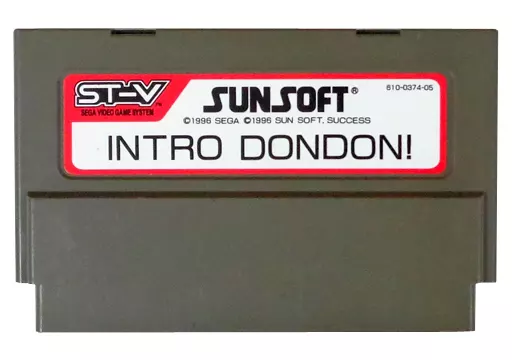 ST-V
SEGA VIDEO GAME SYSTEM
SUNSOFT®
610-0374-05
©1996 SEGA ©1996 SUN SOFT, SUCCESS
INTRO DONDON!